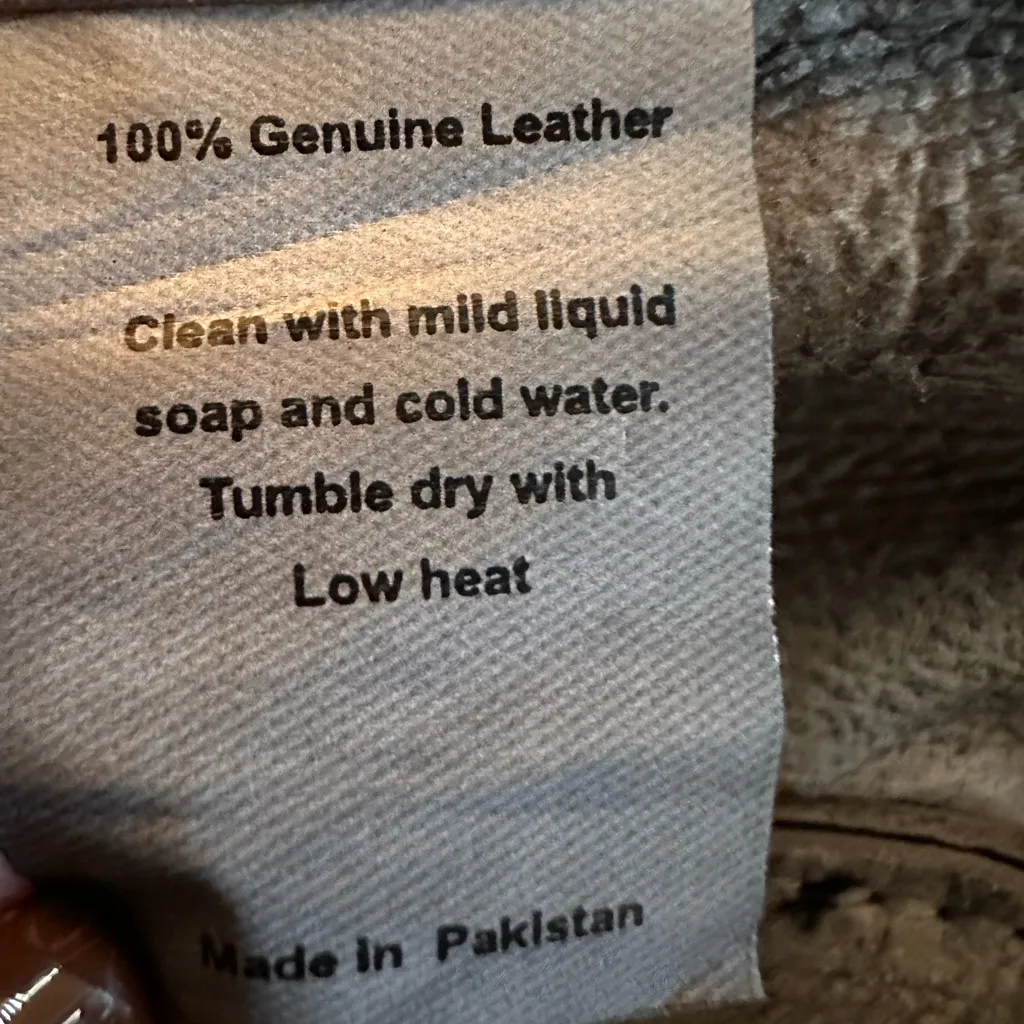 100% Genuine Leather
Clean with mild liquid
soap and cold water.
Tumble dry with
Low heat
Made in Pakistan